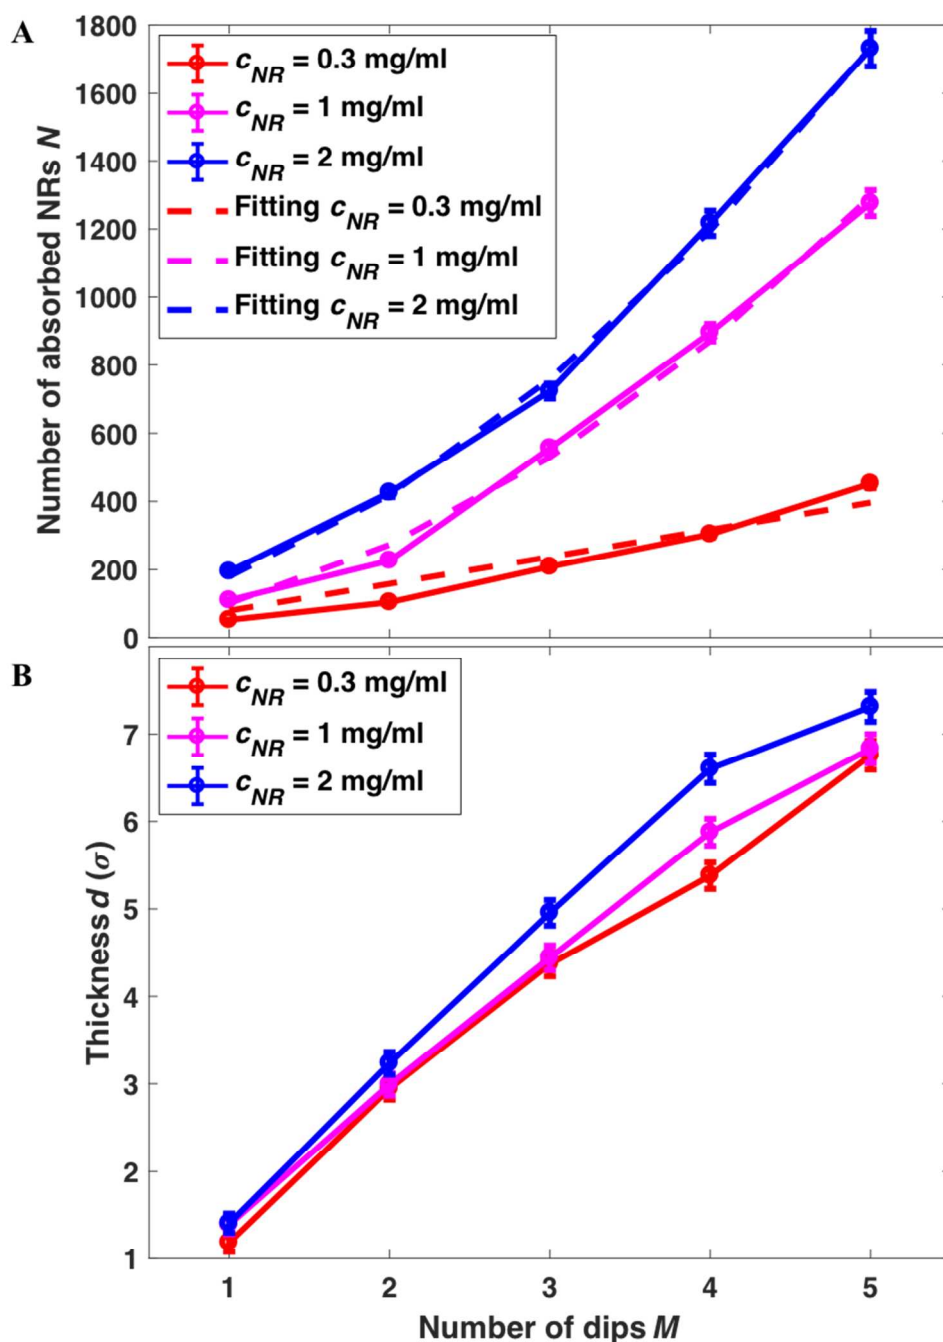 A
Number of absorbed NRs N
1800
1600
1400
1200
1000
800
600
400
200
0
c_NR = 0.3 mg/ml
c_NR = 1 mg/ml
c_NR = 2 mg/ml
Fitting c_NR = 0.3 mg/ml
Fitting c_NR = 1 mg/ml
Fitting c_NR = 2 mg/ml
B
Thickness d (σ)
7
6
5
4
3
2
1
c_NR = 0.3 mg/ml
c_NR = 1 mg/ml
c_NR = 2 mg/ml
1 2 3 4 5
Number of dips M